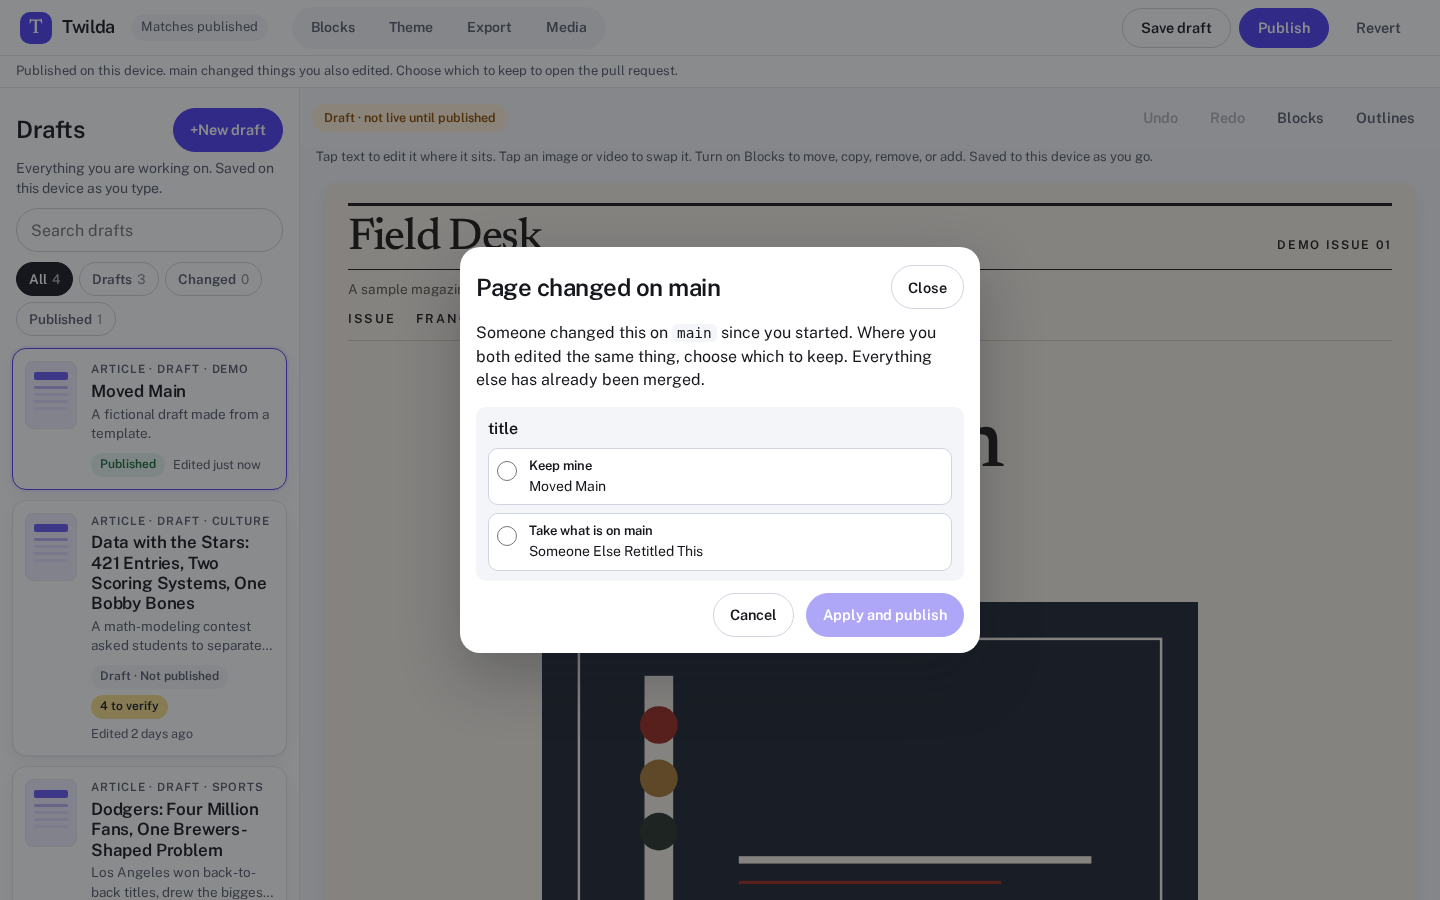 T Twilda Matches published Blocks Theme Export Media Save draft Publish Revert
Published on this device. main changed things you also edited. Choose which to keep to open the pull request.
Drafts
+New draft
Everything you are working on. Saved on
this device as you type.
Search drafts
All 4 Drafts 3 Changed 0
Published 1
ARTICLE · DRAFT · DEMO
Moved Main
A fictional draft made from a
template.
Published Edited just now
ARTICLE · DRAFT · CULTURE
Data with the Stars:
421 Entries, Two
Scoring Systems, One
Bobby Bones
A math-modeling contest
asked students to separate...
Draft · Not published
4 to verify
Edited 2 days ago
ARTICLE · DRAFT · SPORTS
Dodgers: Four Million
Fans, One Brewers-
Shaped Problem
Los Angeles won back-to-
back titles, drew the bigges...
Draft · not live until published Undo Redo Blocks Outlines
Tap text to edit it where it sits. Tap an image or video to swap it. Turn on Blocks to move, copy, remove, or add. Saved to this device as you go.
Field Desk
DEMO ISSUE 01
A sample
ISSUE
Page changed on main
Close
Someone changed this on main since you started. Where you
both edited the same thing, choose which to keep. Everything
else has already been merged.
title
Keep mine
Moved Main
Take what is on main
Someone Else Retitled This
Cancel Apply and publish